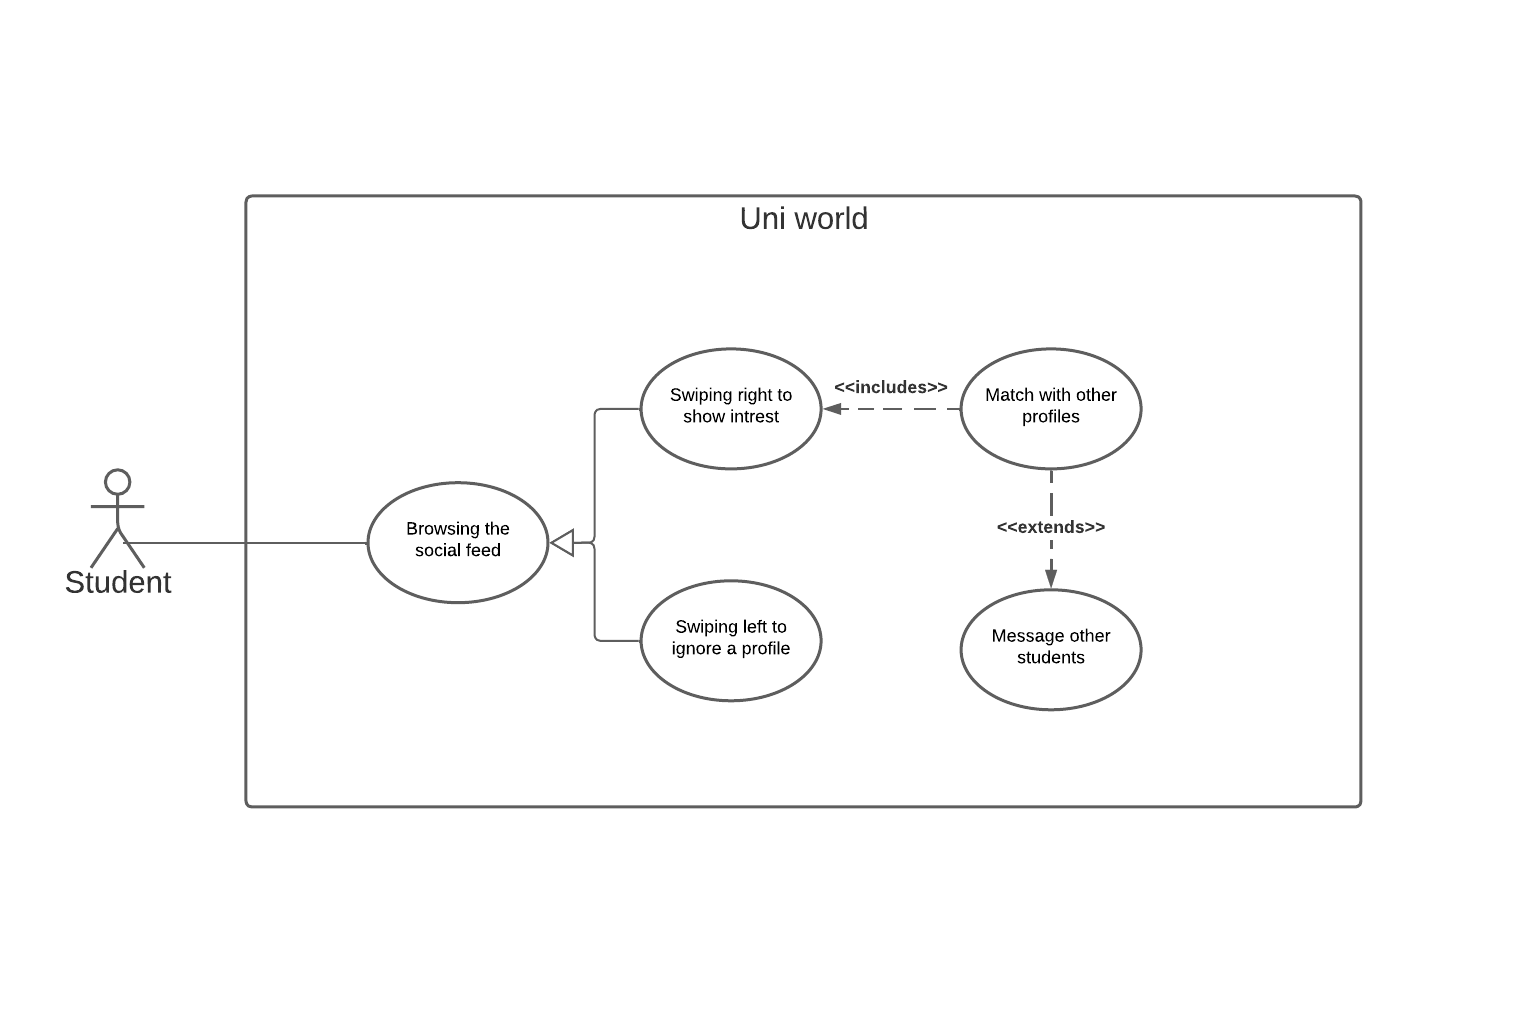 Uni world
Swiping right to
show intrest
<<includes>>
Match with other
profiles
Student
Browsing the
social feed
<<extends>>
Swiping left to
ignore a profile
Message other
students